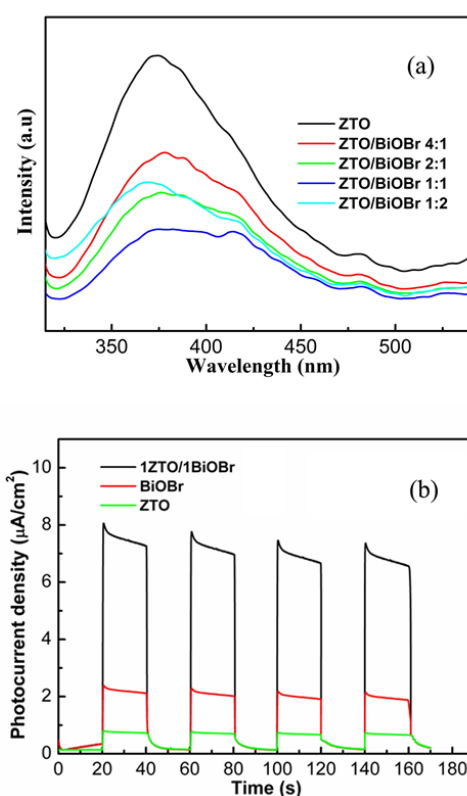 (a)
ZTO
ZTO/BiOBr 4:1
ZTO/BiOBr 2:1
ZTO/BiOBr 1:1
ZTO/BiOBr 1:2
Intensity (a.u)
350 400 450 500
Wavelength (nm)
(b)
1ZTO/1BiOBr
BiOBr
ZTO
Photocurrent density (μA/cm²)
10
8
6
4
2
0
0 20 40 60 80 100 120 140 160 180
Time (s)